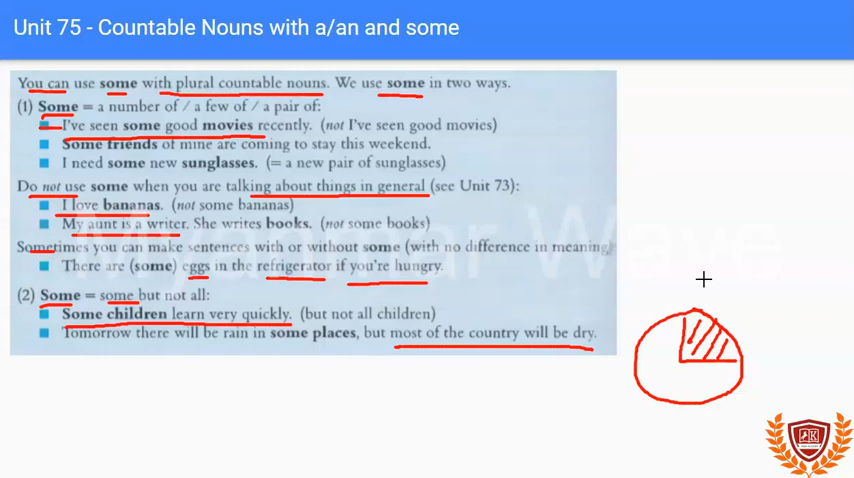 Unit 75 - Countable Nouns with a/an and some
You can use some with plural countable nouns. We use some in two ways.
(1) Some = a number of / a few of / a pair of:
I've seen some good movies recently. (not I've seen good movies)
Some friends of mine are coming to stay this weekend.
I need some new sunglasses. (= a new pair of sunglasses)
Do not use some when you are talking about things in general (see Unit 73):
I love bananas. (not some bananas)
My aunt is a writer. She writes books. (not some books)
Sometimes you can make sentences with or without some (with no difference in meaning
There are (some) eggs in the refrigerator if you're hungry.
(2) Some = some but not all:
Some children learn very quickly. (but not all children)
Tomorrow there will be rain in some places, but most of the country will be dry.
Myanmar Wave